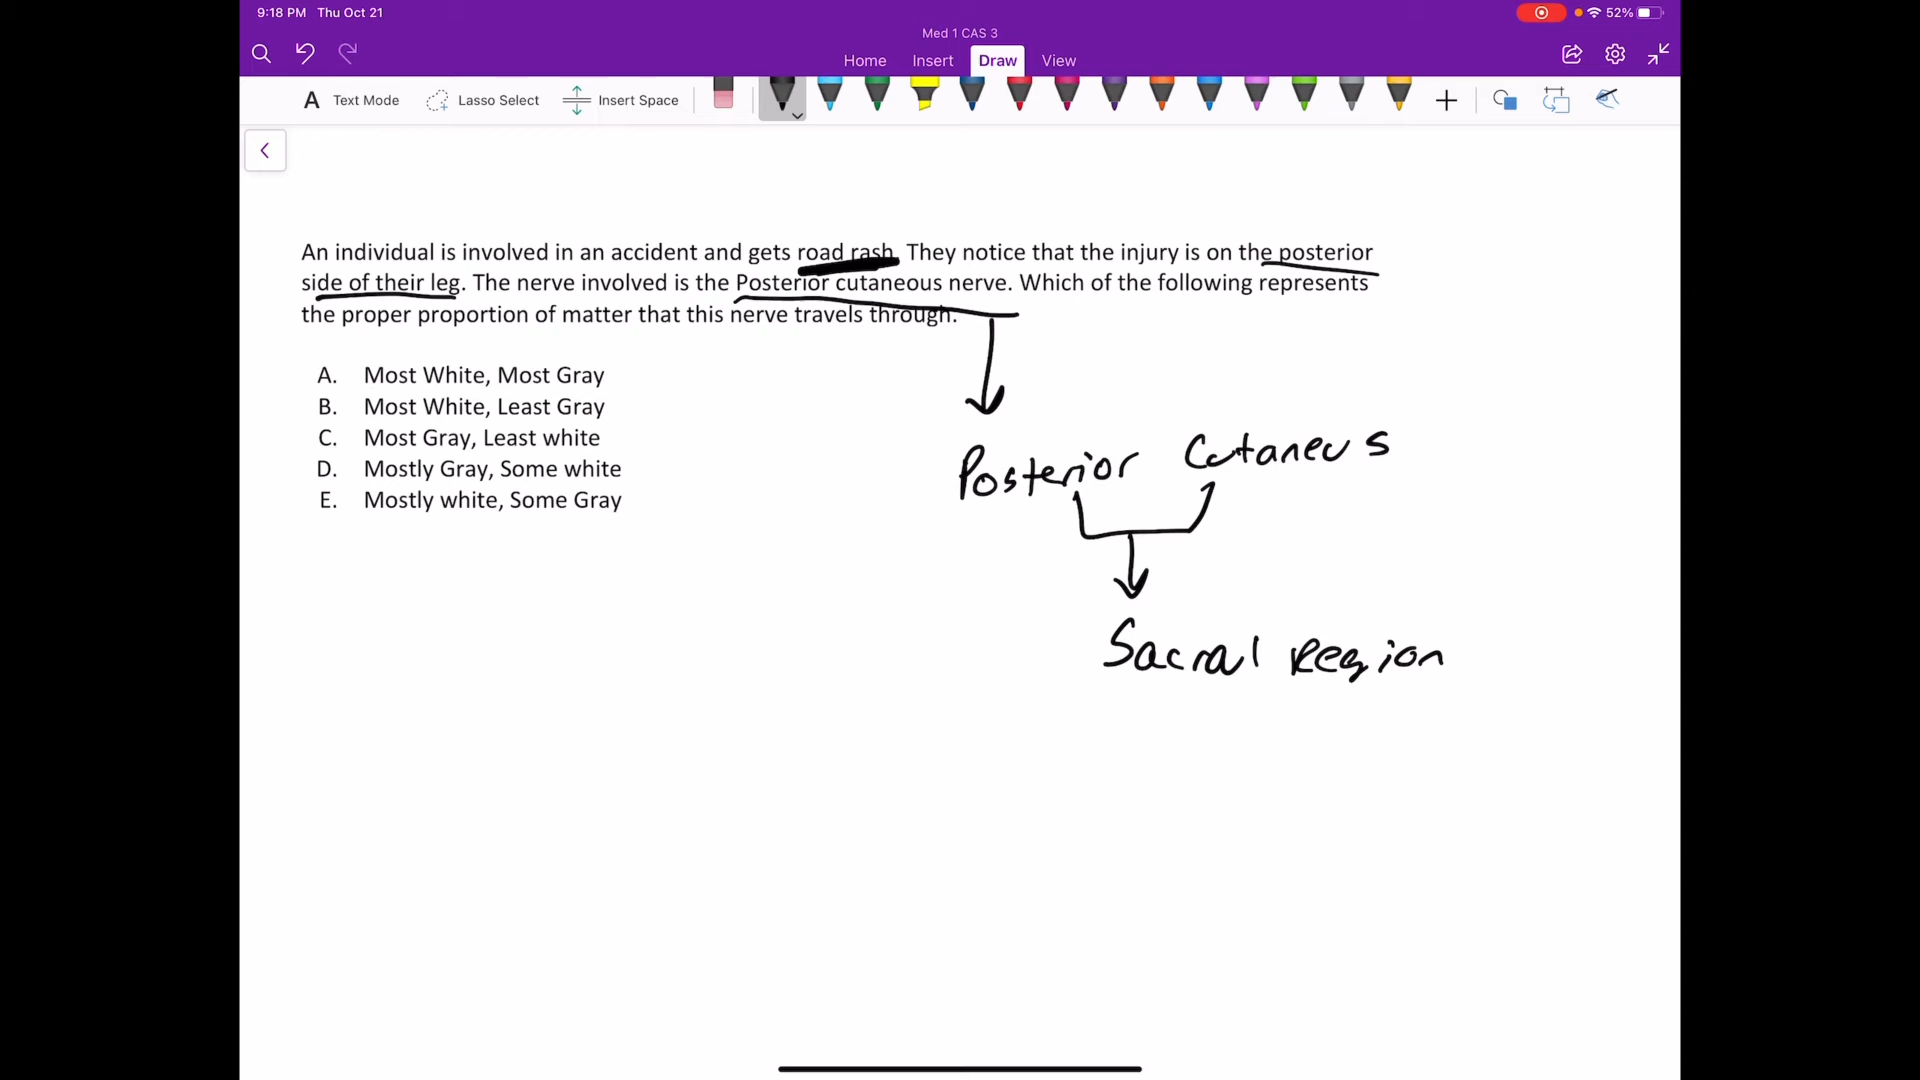 9:18 PM Thu Oct 21
52%
Med 1 CAS 3
Home Insert Draw View
A Text Mode Lasso Select Insert Space
An individual is involved in an accident and gets road rash. They notice that the injury is on the posterior
side of their leg. The nerve involved is the Posterior cutaneous nerve. Which of the following represents
the proper proportion of matter that this nerve travels through.
A. Most White, Most Gray
B. Most White, Least Gray
C. Most Gray, Least white
D. Mostly Gray, Some white
E. Mostly white, Some Gray
Posterior Cutaneus
Sacral Region